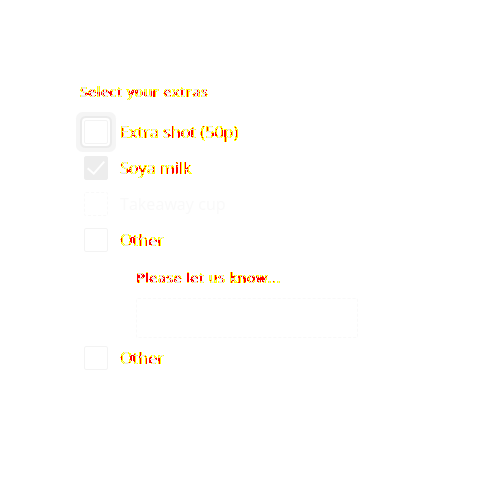 Select your extras
Extra shot (50p)
Soya milk
Takeaway cup
Other
Please let us know...
Other